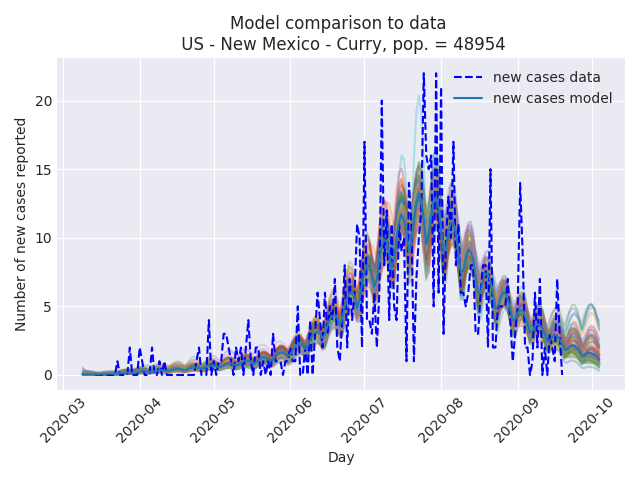 Model comparison to data
US - New Mexico - Curry, pop. = 48954
new cases data
new cases model
Number of new cases reported
20
15
10
5
0
2020-03
2020-04
2020-05
2020-06
2020-07
2020-08
2020-09
2020-10
Day